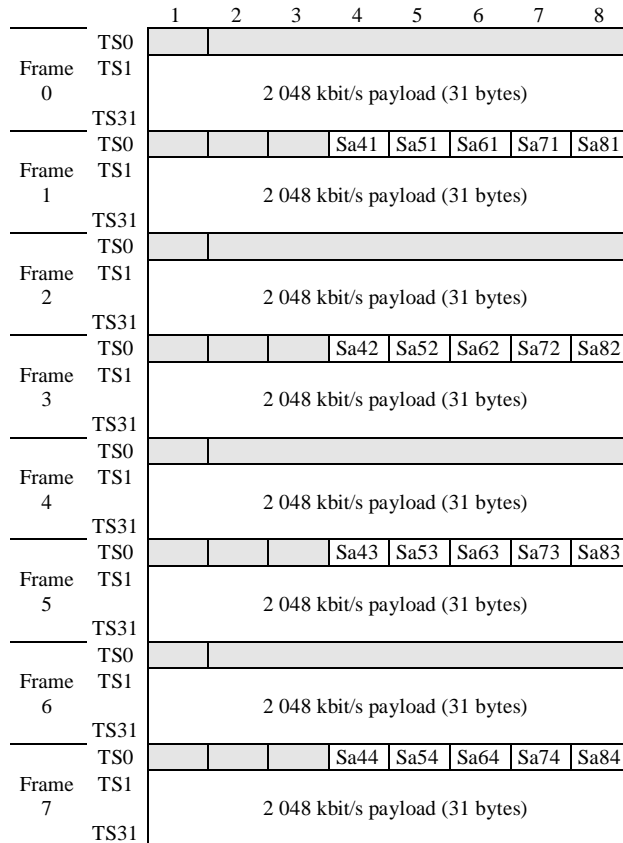 1 2 3 4 5 6 7 8
TS0
Frame TS1
0 2 048 kbit/s payload (31 bytes)
TS31
TS0 Sa41 Sa51 Sa61 Sa71 Sa81
Frame TS1
1 2 048 kbit/s payload (31 bytes)
TS31
TS0
Frame TS1
2 2 048 kbit/s payload (31 bytes)
TS31
TS0 Sa42 Sa52 Sa62 Sa72 Sa82
Frame TS1
3 2 048 kbit/s payload (31 bytes)
TS31
TS0
Frame TS1
4 2 048 kbit/s payload (31 bytes)
TS31
TS0 Sa43 Sa53 Sa63 Sa73 Sa83
Frame TS1
5 2 048 kbit/s payload (31 bytes)
TS31
TS0
Frame TS1
6 2 048 kbit/s payload (31 bytes)
TS31
TS0 Sa44 Sa54 Sa64 Sa74 Sa84
Frame TS1
7 2 048 kbit/s payload (31 bytes)
TS31